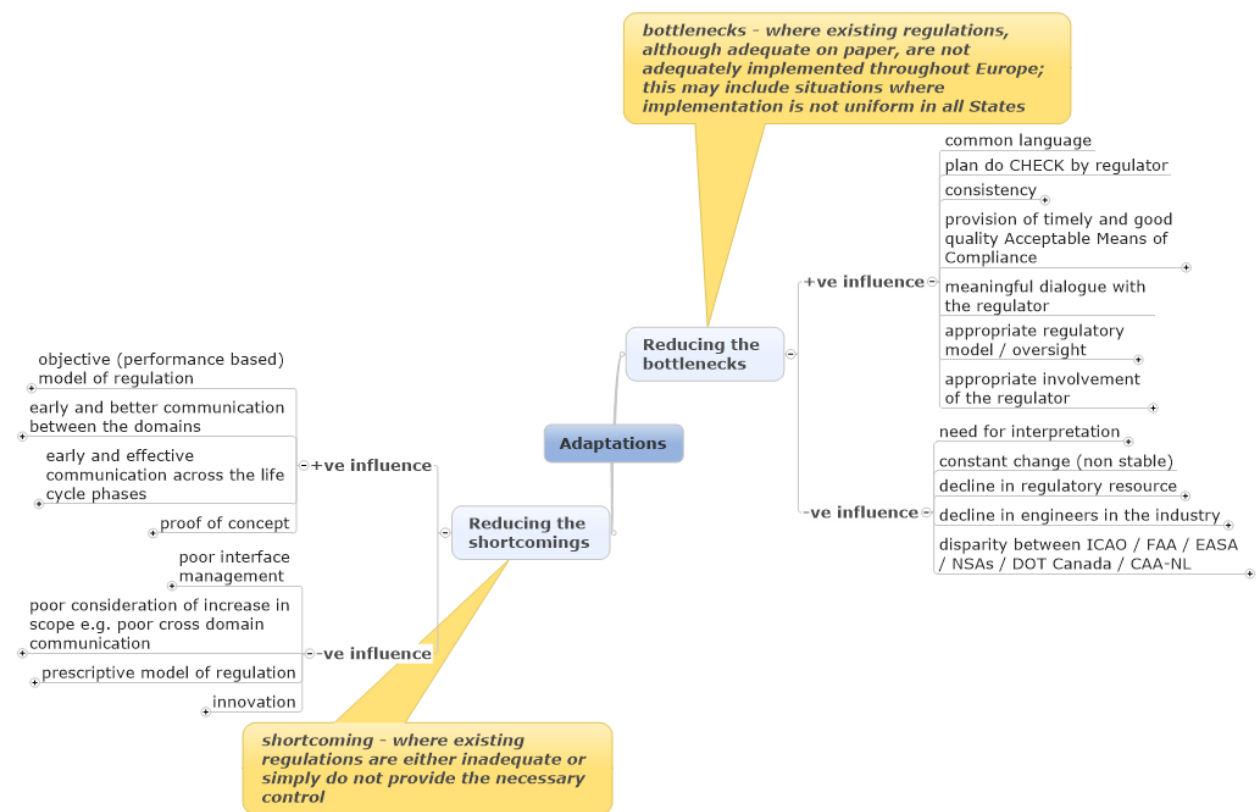 bottlenecks - where existing regulations,
although adequate on paper, are not
adequately implemented throughout Europe;
this may include situations where
implementation is not uniform in all States
common language
plan do CHECK by regulator
consistency
provision of timely and good
quality Acceptable Means of
Compliance
+ve influence
meaningful dialogue with
the regulator
appropriate regulatory
model / oversight
appropriate involvement
of the regulator
Reducing the
bottlenecks
need for interpretation
constant change (non stable)
decline in regulatory resource
-ve influence
decline in engineers in the industry
disparity between ICAO / FAA / EASA
/ NSAs / DOT Canada / CAA-NL
Adaptations
objective (performance based)
model of regulation
early and better communication
between the domains
+ve influence
early and effective
communication across the life
cycle phases
proof of concept
Reducing the
shortcomings
poor interface
management
poor consideration of increase in
scope e.g. poor cross domain
communication
-ve influence
prescriptive model of regulation
innovation
shortcoming - where existing
regulations are either inadequate or
simply do not provide the necessary
control